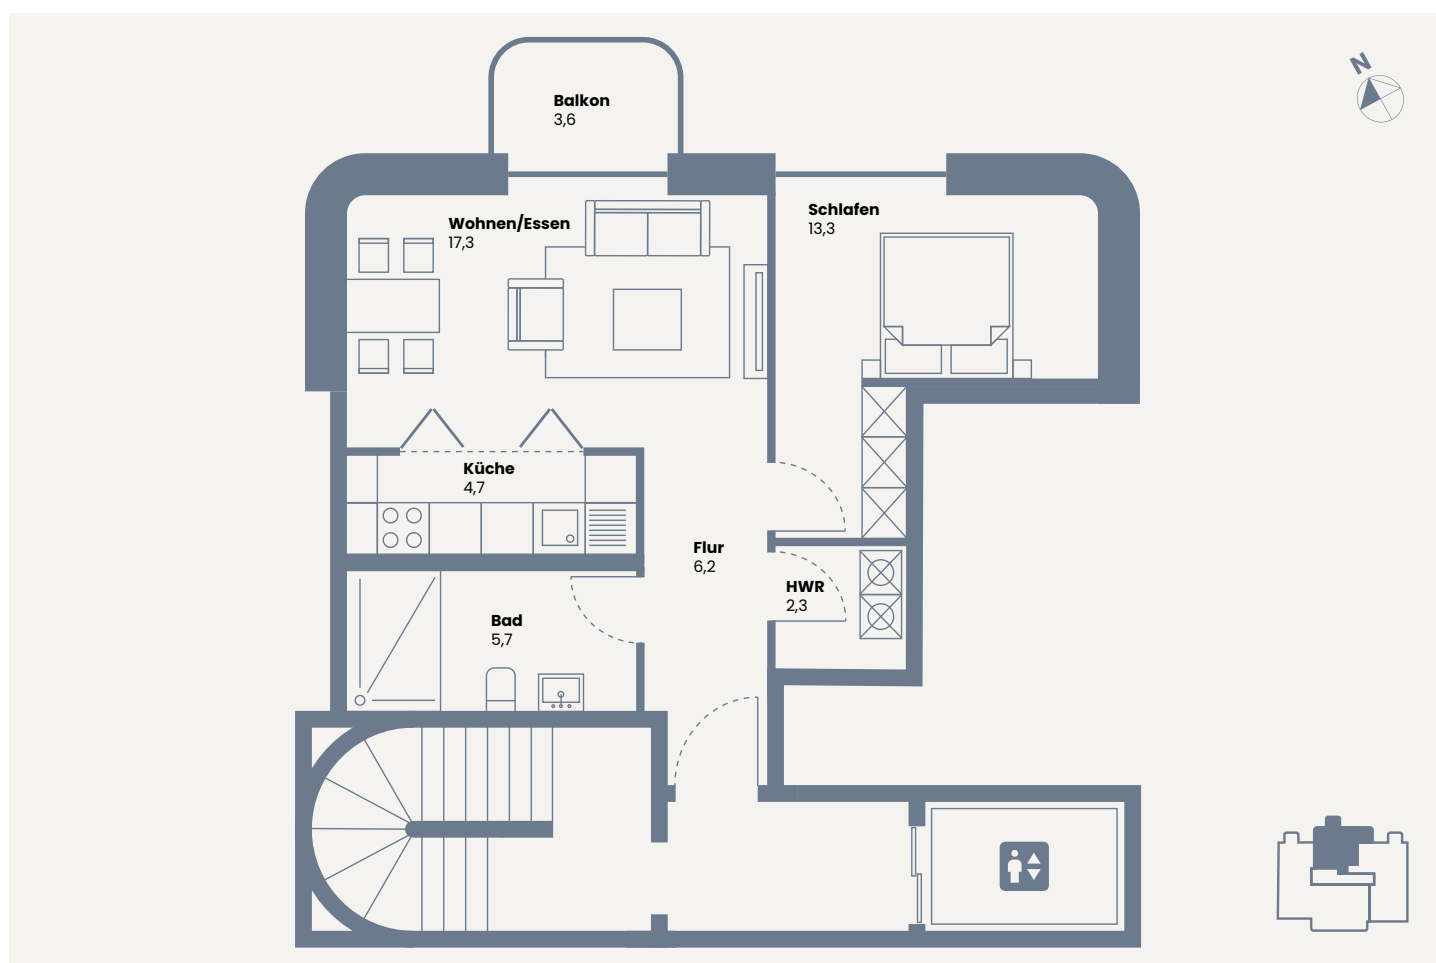 N
Balkon
3,6
Wohnen/Essen
17,3
Schlafen
13,3
Küche
4,7
Flur
6,2
HWR
2,3
Bad
5,7